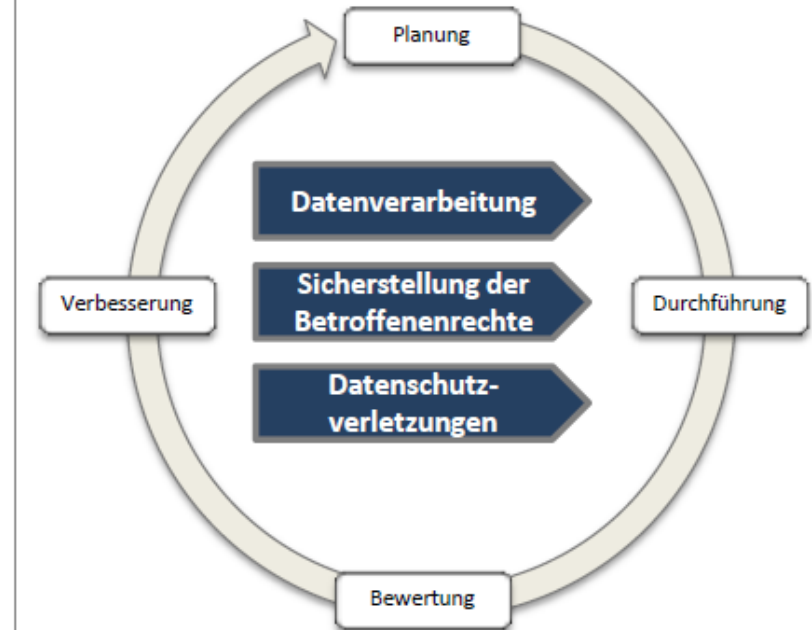 Planung
Datenverarbeitung
Sicherstellung der
Betroffenenrechte
Verbesserung
Durchführung
Datenschutz-
verletzungen
Bewertung